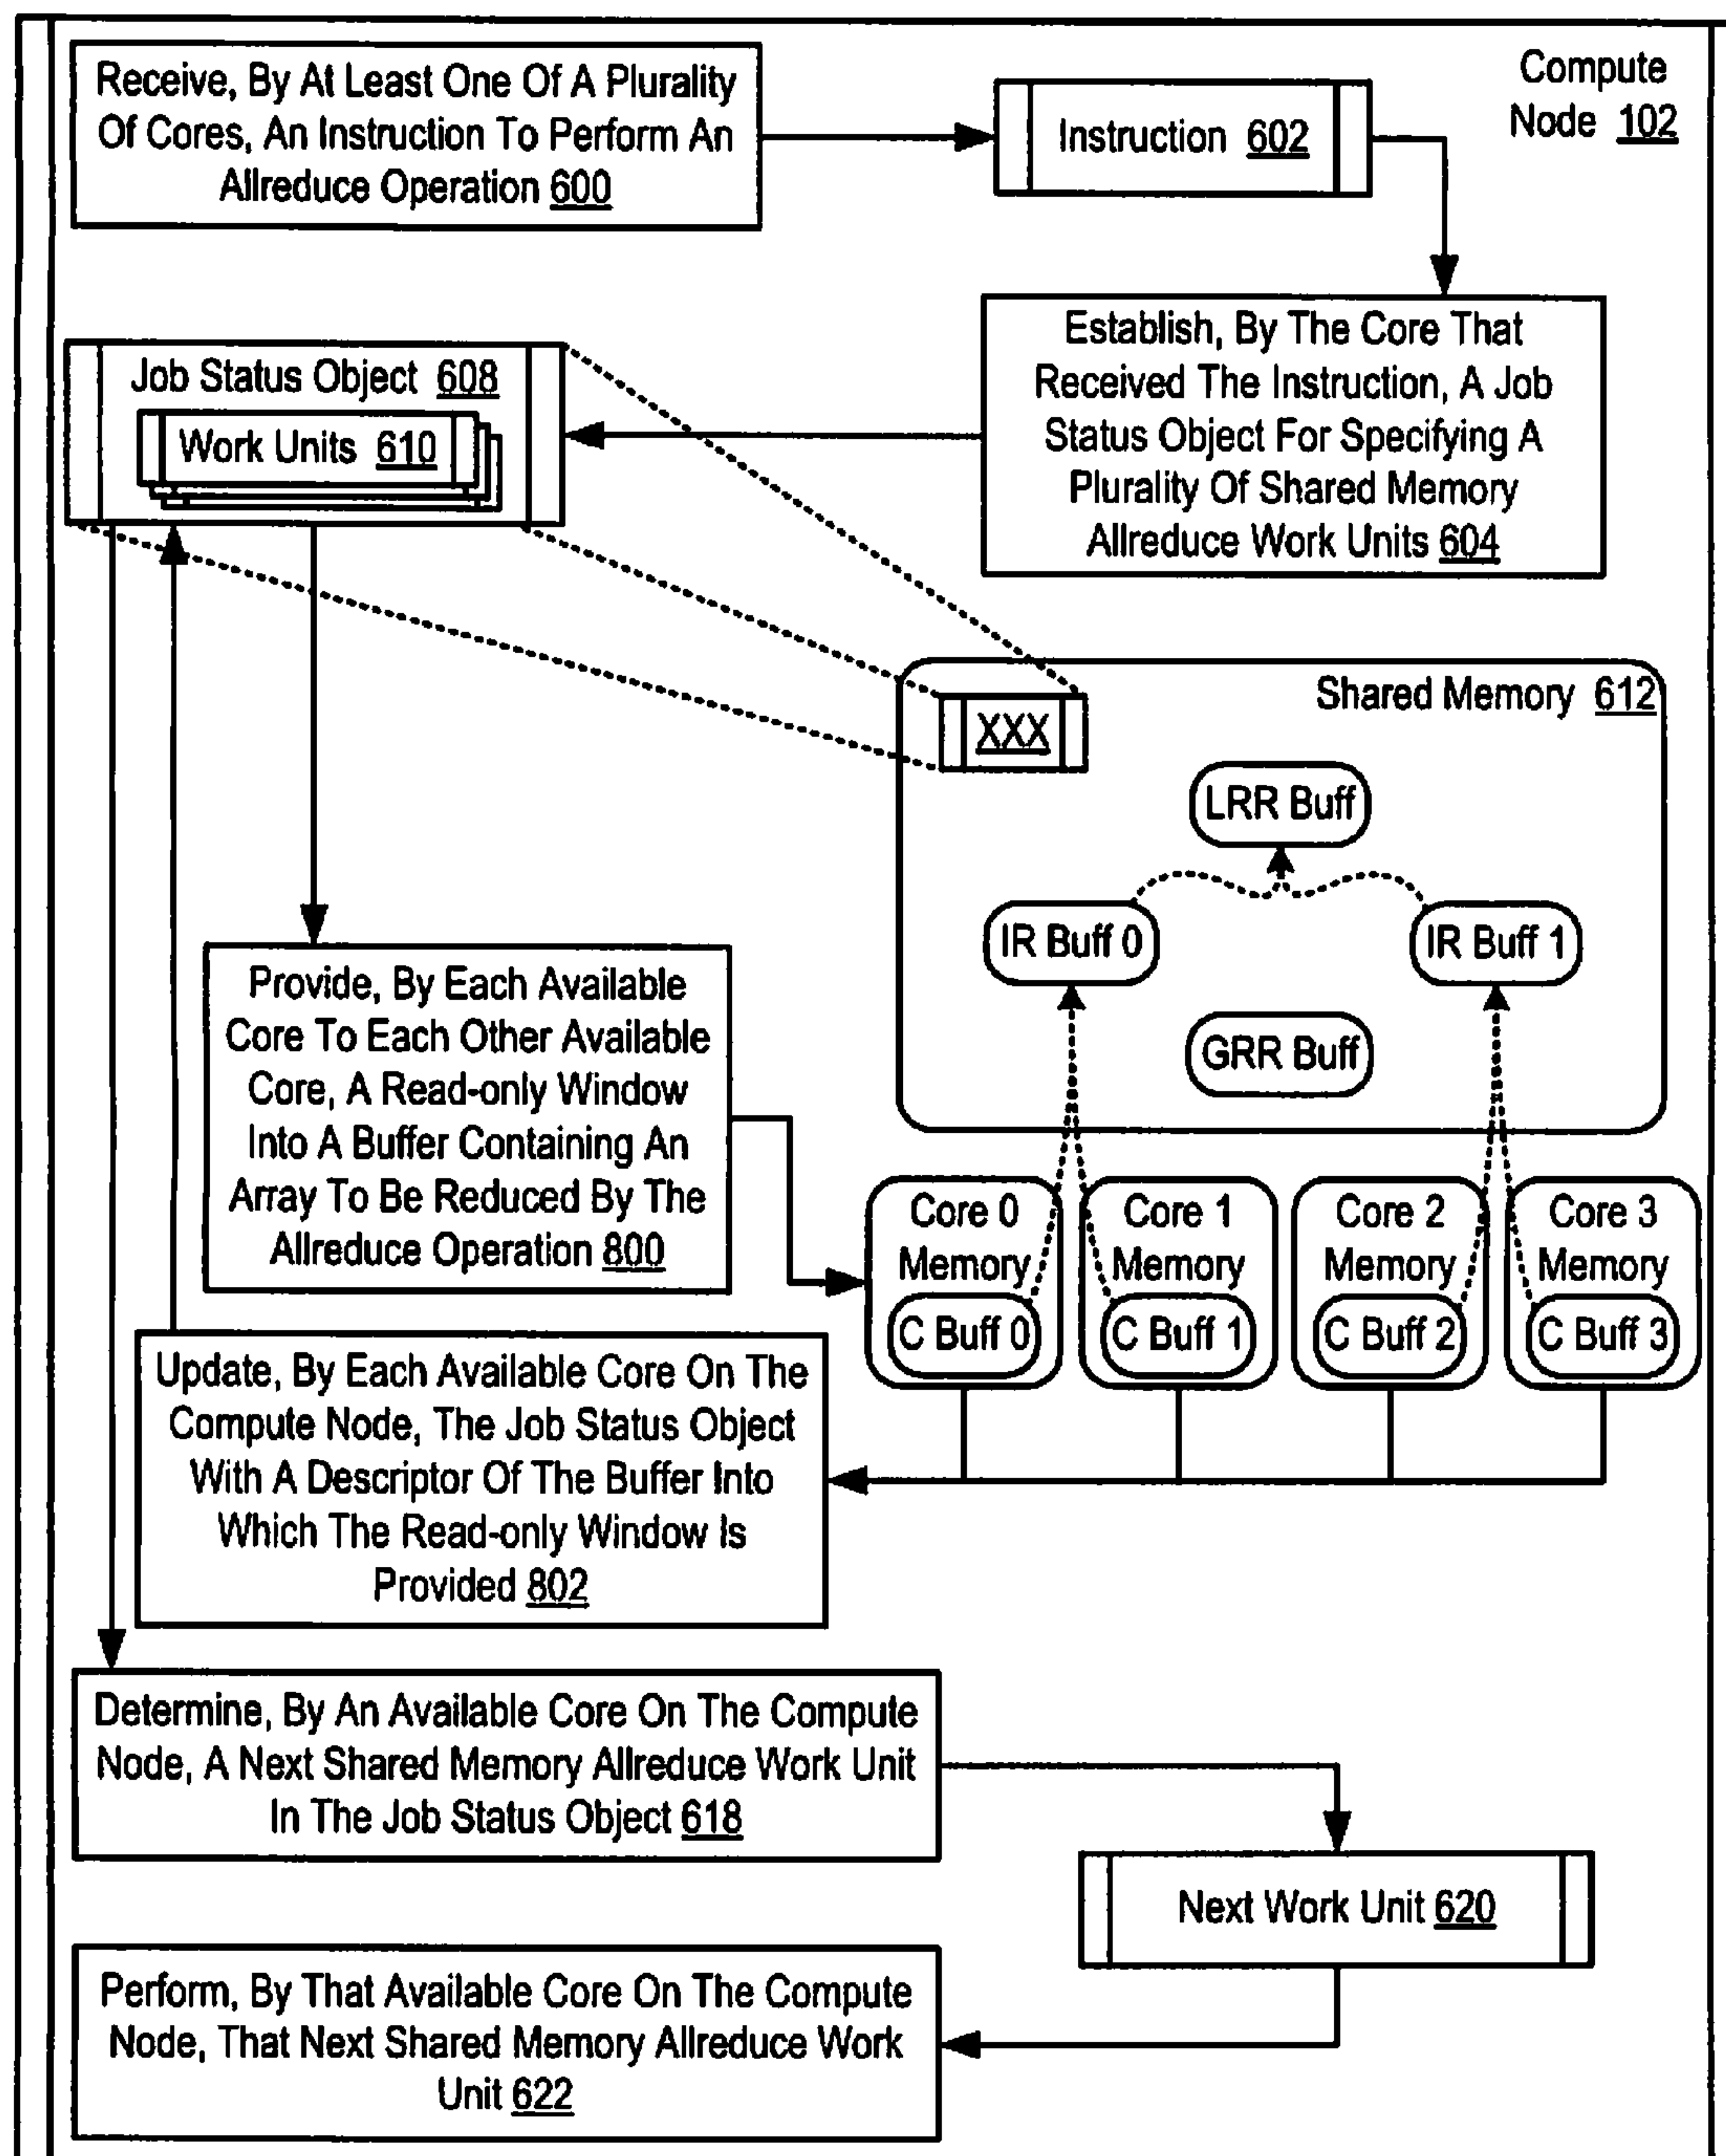 Receive, By At Least One Of A Plurality
Of Cores, An Instruction To Perform An
Allreduce Operation 600
Instruction 602
Compute
Node 102
Establish, By The Core That
Received The Instruction, A Job
Status Object For Specifying A
Plurality Of Shared Memory
Allreduce Work Units 604
Job Status Object 608
Work Units 610
Shared Memory 612
XXX
LRR Buff
IR Buff 0
IR Buff 1
GRR Buff
Provide, By Each Available
Core To Each Other Available
Core, A Read-only Window
Into A Buffer Containing An
Array To Be Reduced By The
Allreduce Operation 800
Core 0
Memory
C Buff 0
Core 1
Memory
C Buff 1
Core 2
Memory
C Buff 2
Core 3
Memory
C Buff 3
Update, By Each Available Core On The
Compute Node, The Job Status Object
With A Descriptor Of The Buffer Into
Which The Read-only Window Is
Provided 802
Determine, By An Available Core On The Compute
Node, A Next Shared Memory Allreduce Work Unit
In The Job Status Object 618
Next Work Unit 620
Perform, By That Available Core On The Compute
Node, That Next Shared Memory Allreduce Work
Unit 622